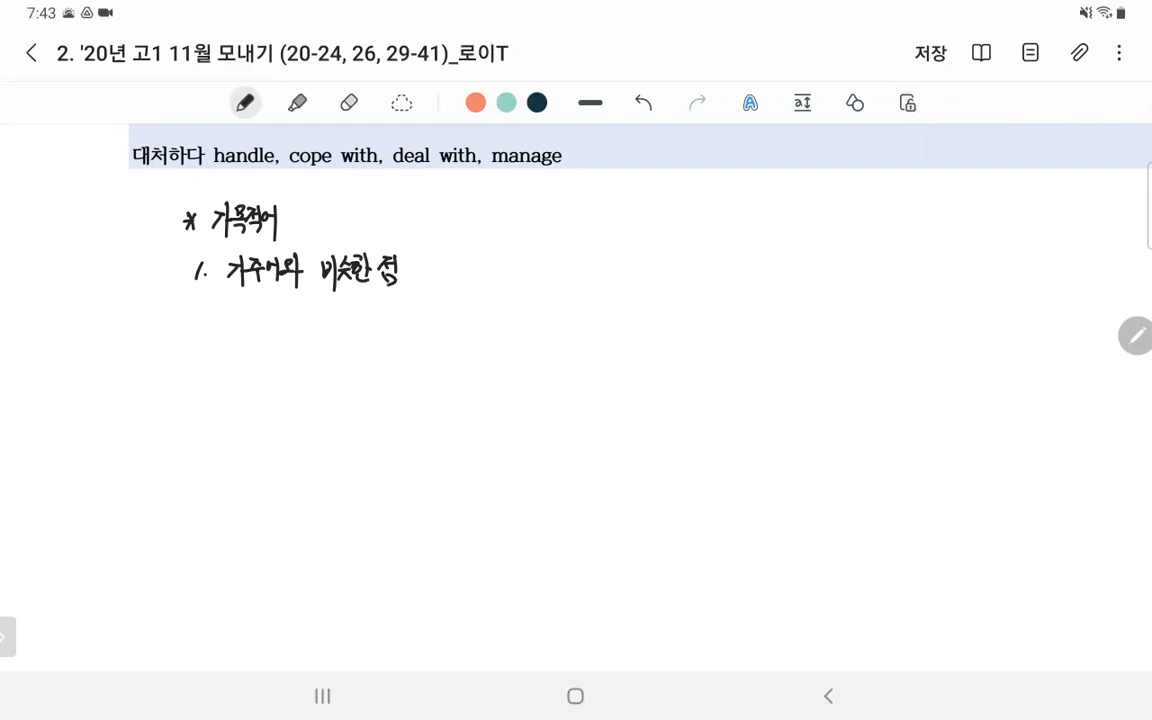 7:43
2. '20년 고1 11월 모내기 (20-24, 26, 29-41)_로이T
저장
대처하다 handle, cope with, deal with, manage
* 가목적어
1. 가주어와 비슷한 점